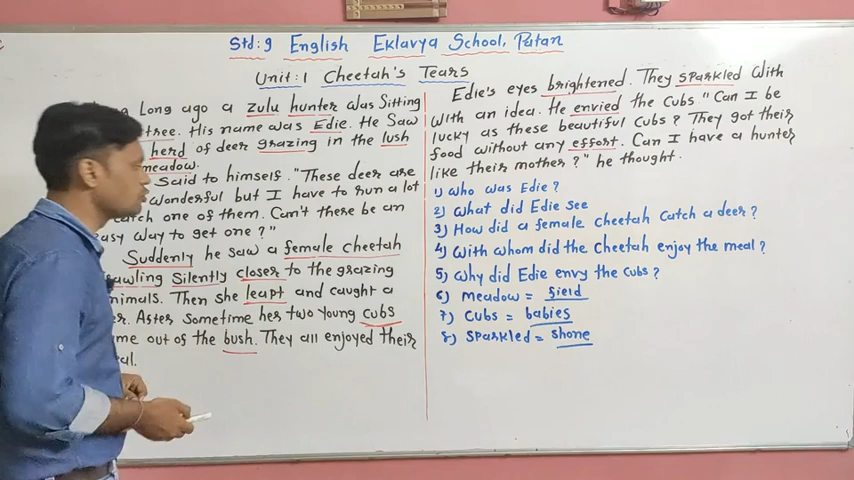 Std: 9 English Eklavya School, Patan
Unit: 1 Cheetah's Tears
Long ago a zulu hunter was sitting
tree. His name was Edie. He saw
herd of deer grazing in the lush
meadow.
Said to himself. "These deer are
wonderful but I have to run a lot
catch one of them. Can't there be an
easy way to get one?"
Suddenly he saw a female cheetah
crawling silently closer to the grazing
animals. Then she leapt and caught a
After sometime her two young cubs
came out of the bush. They all enjoyed their
Edie's eyes brightened. They sparkled with
with an idea. He envied the cubs. "Can I be
lucky as these beautiful cubs? They got their
food without any effort. Can I have a hunter
like their mother?" he thought.
1) Who was Edie?
2) What did Edie see
3) How did a female cheetah catch a deer?
4) With whom did the cheetah enjoy the meal?
5) Why did Edie envy the cubs?
6) Meadow = field
7) Cubs = babies
8) Sparkled = shone